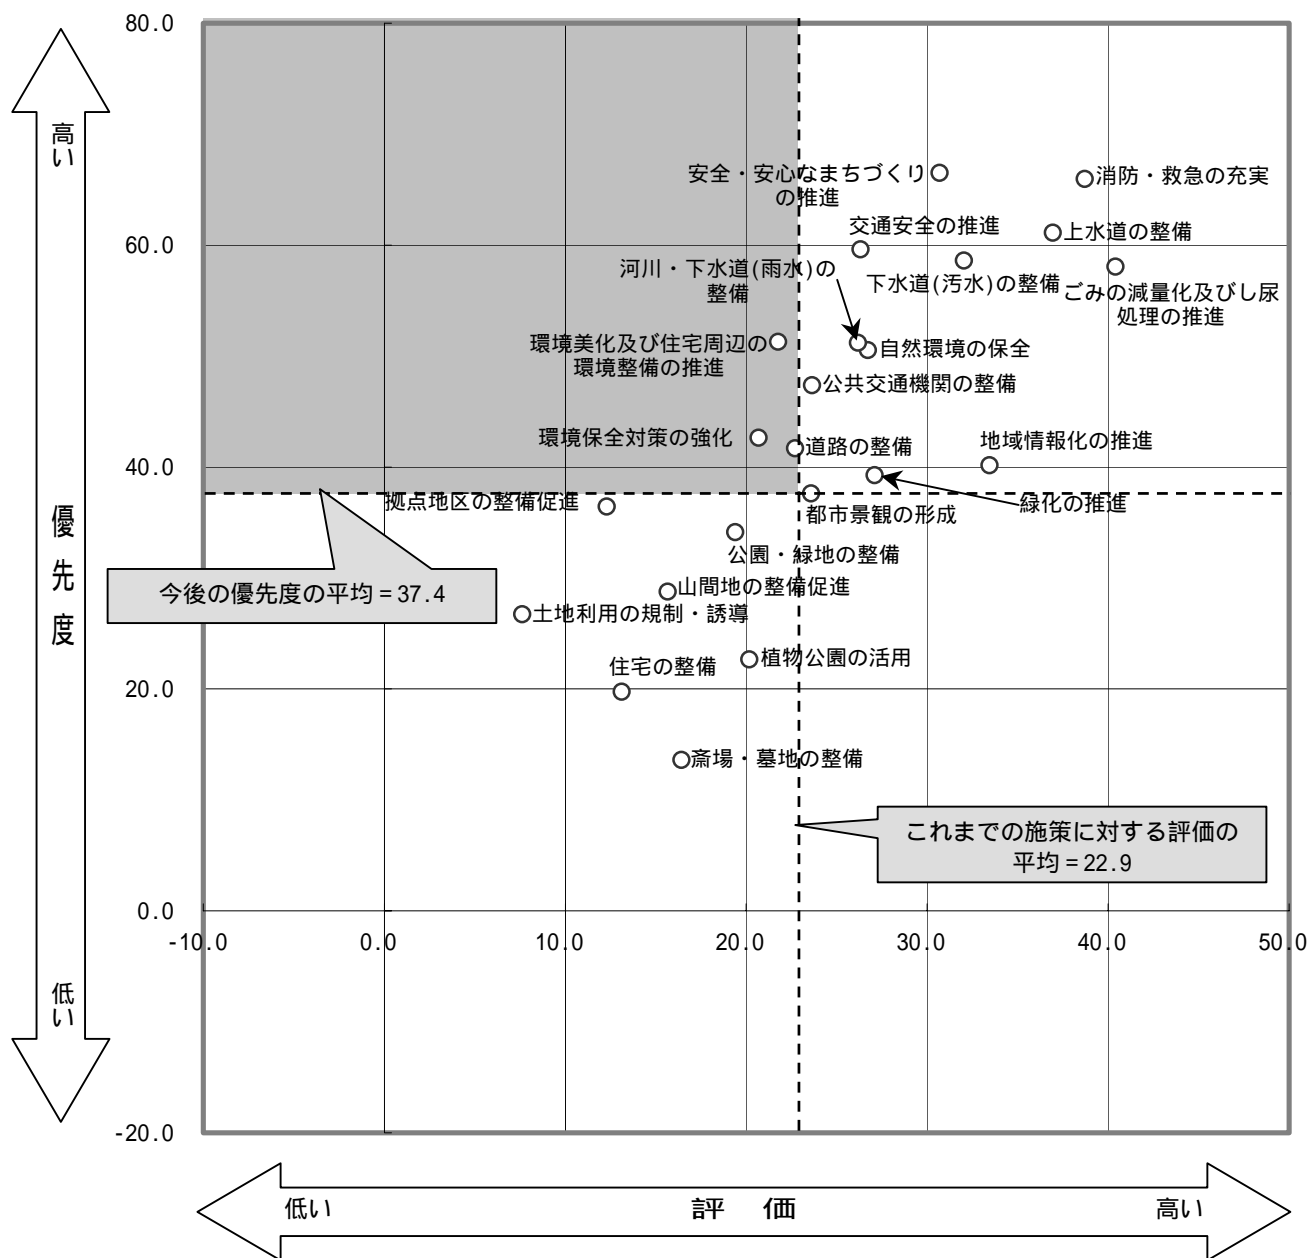 80.0
高い
安全・安心なまちづくり
の推進
消防・救急の充実
交通安全の推進
上水道の整備
60.0
河川・下水道(雨水)の
整備
下水道(汚水)の整備
ごみの減量化及びし尿
処理の推進
環境美化及び住宅周辺の
環境整備の推進
自然環境の保全
公共交通機関の整備
環境保全対策の強化
道路の整備
地域情報化の推進
40.0
拠点地区の整備促進
緑化の推進
都市景観の形成
優先度
公園・緑地の整備
今後の優先度の平均=37.4
山間地の整備促進
土地利用の規制・誘導
住宅の整備
植物公園の活用
20.0
斎場・墓地の整備
これまでの施策に対する評価の
平均=22.9
0.0
-10.0 0.0 10.0 20.0 30.0 40.0 50.0
低い
-20.0
低い 評 価 高い